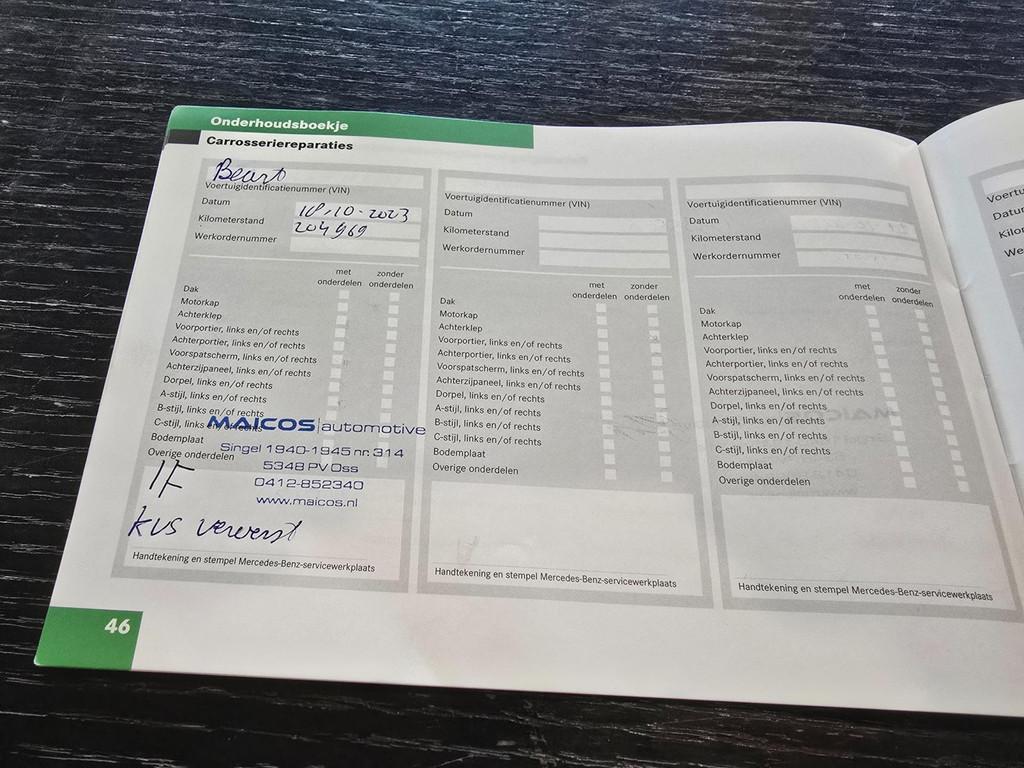 Onderhoudsboekje
Carrosseriereparaties
Beurt
Voertuigidentificatienummer (VIN)
Datum 18-10-2023
Kilometerstand 204969
Werkordernummer
met onderdelen zonder onderdelen
Dak
Motorkap
Achterklep
Voorportier, links en/of rechts
Achterportier, links en/of rechts
Voorspatscherm, links en/of rechts
Achterzijpaneel, links en/of rechts
Dorpel, links en/of rechts
A-stijl, links en/of rechts
B-stijl, links en/of rechts
C-stijl, links en/of rechts
Bodemplaat
Overige onderdelen
MAICOS automotive
Singel 1940-1945 nr. 314
5348 PV Oss
0412-852340
www.maicos.nl
IF
kvs ververst
Handtekening en stempel Mercedes-Benz-servicewerkplaats
Voertuigidentificatienummer (VIN)
Datum
Kilometerstand
Werkordernummer
met onderdelen zonder onderdelen
Dak
Motorkap
Achterklep
Voorportier, links en/of rechts
Achterportier, links en/of rechts
Voorspatscherm, links en/of rechts
Achterzijpaneel, links en/of rechts
Dorpel, links en/of rechts
A-stijl, links en/of rechts
B-stijl, links en/of rechts
C-stijl, links en/of rechts
Bodemplaat
Overige onderdelen
Handtekening en stempel Mercedes-Benz-servicewerkplaats
Voertuigidentificatienummer (VIN)
Datum
Kilometerstand
Werkordernummer
met onderdelen zonder onderdelen
Dak
Motorkap
Achterklep
Voorportier, links en/of rechts
Achterportier, links en/of rechts
Voorspatscherm, links en/of rechts
Achterzijpaneel, links en/of rechts
Dorpel, links en/of rechts
A-stijl, links en/of rechts
B-stijl, links en/of rechts
C-stijl, links en/of rechts
Bodemplaat
Overige onderdelen
Handtekening en stempel Mercedes-Benz-servicewerkplaats
46